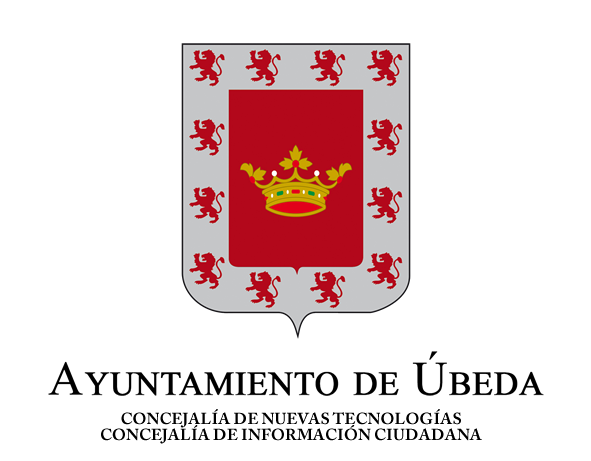 AYUNTAMIENTO DE ÚBEDA
CONCEJALÍA DE NUEVAS TECNOLOGÍAS
CONCEJALÍA DE INFORMACIÓN CIUDADANA